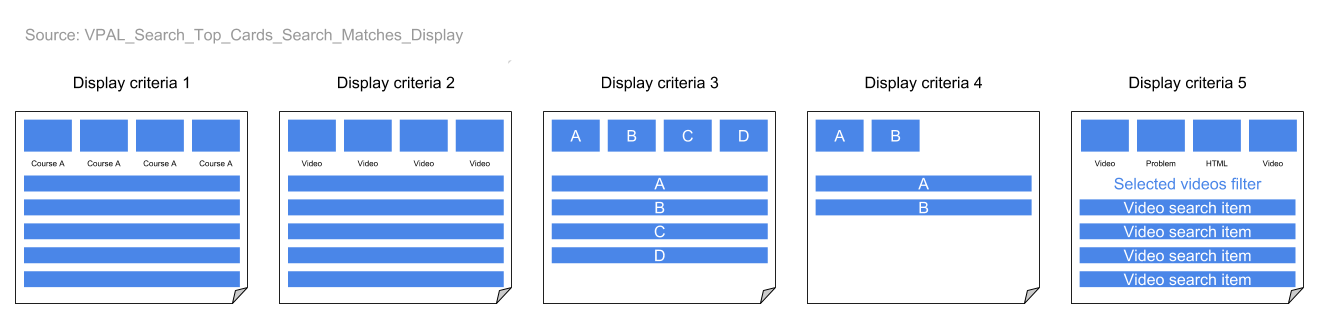 Source: VPAL_Search_Top_Cards_Search_Matches_Display
Display criteria 1
Course A Course A Course A Course A
Display criteria 2
Video Video Video Video
Display criteria 3
A B C D
A
B
C
D
Display criteria 4
A B
A
B
Display criteria 5
Video Problem HTML Video
Selected videos filter
Video search item
Video search item
Video search item
Video search item